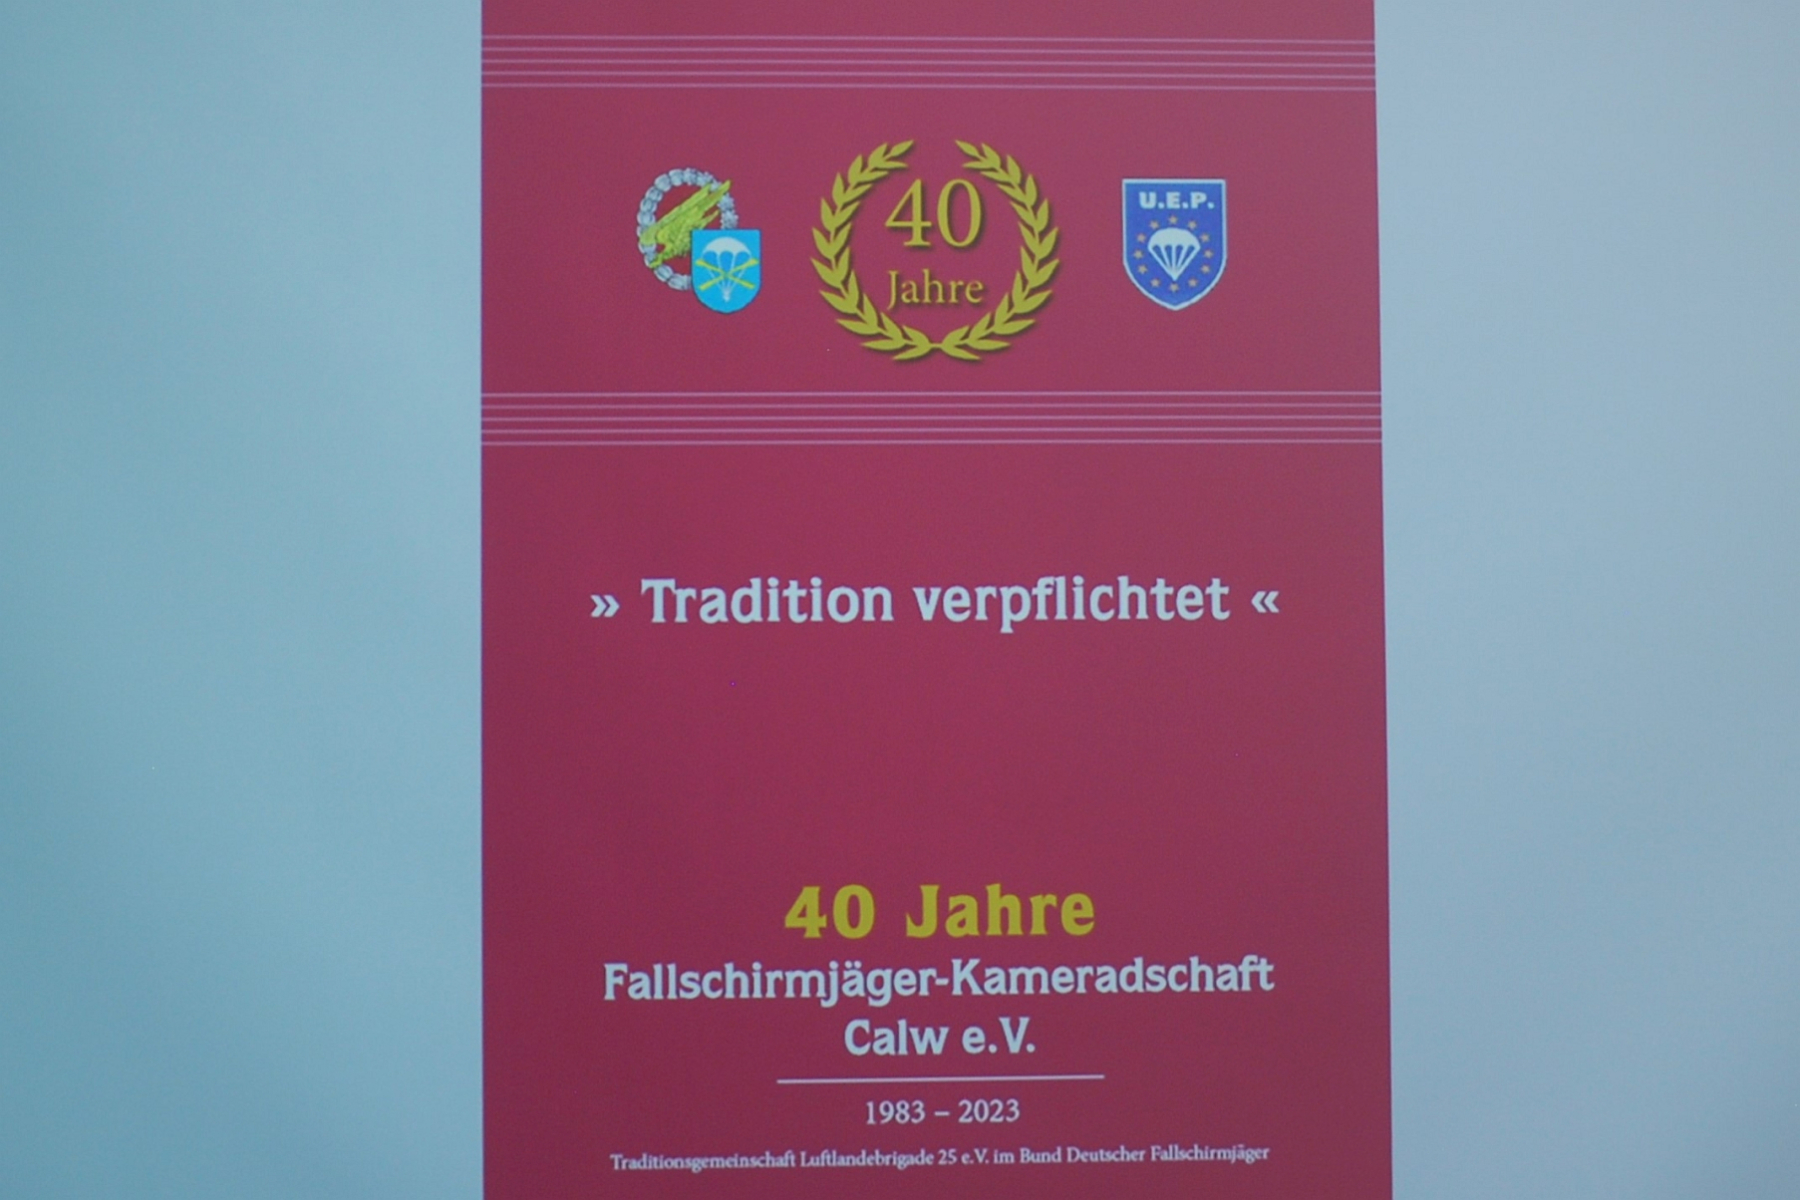 40
Jahre
U.E.P.
» Tradition verpflichtet «
40 Jahre
Fallschirmjäger-Kameradschaft
Calw e.V.
1983 – 2023
Traditionsgemeinschaft Luftlandebrigade 25 e.V. im Bund Deutscher Fallschirmjäger